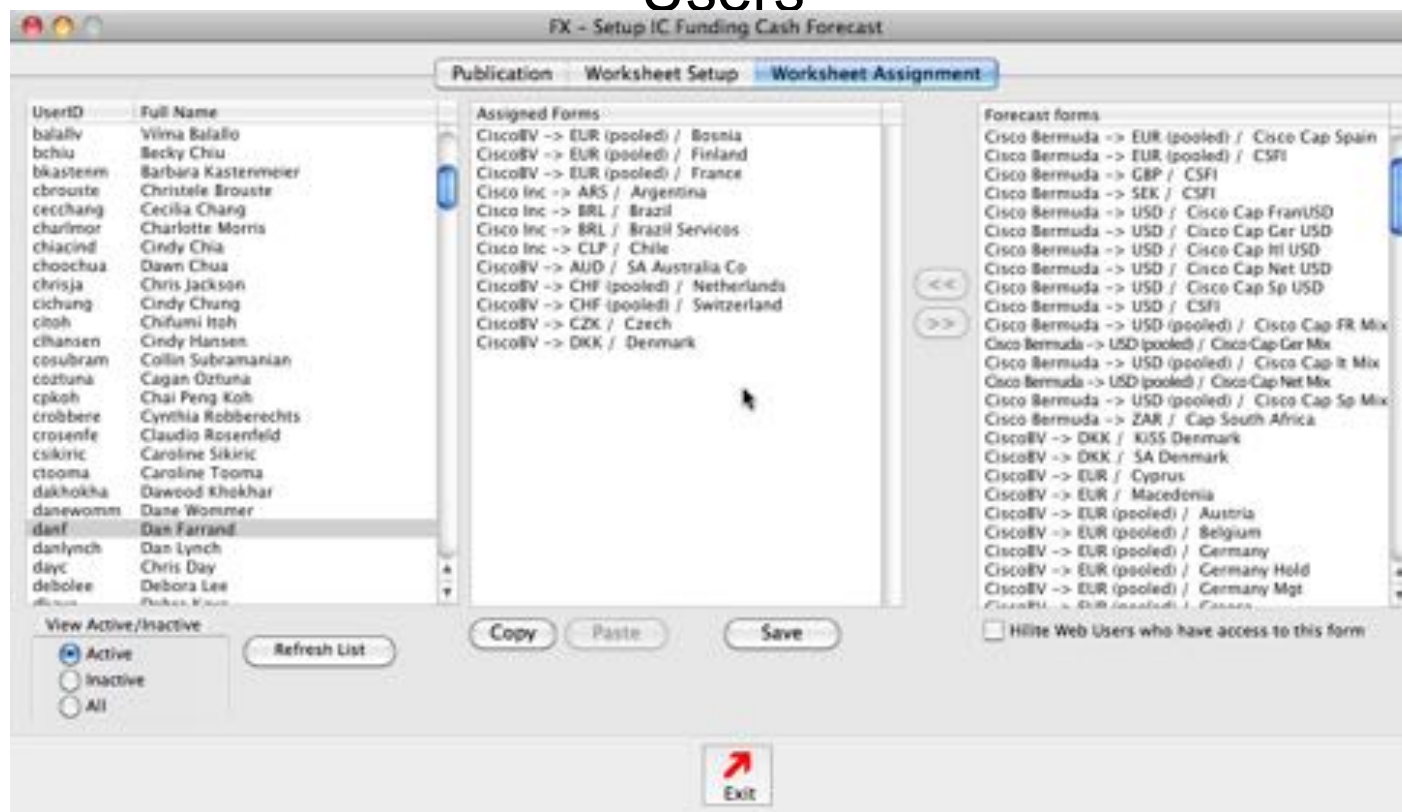 Users
FX - Setup IC Funding Cash Forecast
Publication Worksheet Setup Worksheet Assignment
UserID Full Name
balallv Vilma Balallo
bchiu Becky Chiu
bkastenm Barbara Kastenmeier
cbrouste Christele Brouste
cecchang Cecilia Chang
charlmor Charlotte Morris
chiacind Cindy Chia
choochua Dawn Chua
chrisja Chris Jackson
cichung Cindy Chung
citoh Chifumi Itoh
clhansen Cindy Hansen
cosubram Collin Subramanian
coztuna Cagan Oztuna
cpkoh Chai Peng Koh
crobbere Cynthia Robberechts
crosenfe Claudio Rosenfeld
csikiric Caroline Sikiric
ctooma Caroline Tooma
dakhokha Dawood Khokhar
danewomm Dane Wommer
danf Dan Farrand
danlynch Dan Lynch
dayc Chris Day
debolee Debora Lee
View Active/Inactive
Active
Inactive
All
Refresh List
Assigned Forms
CiscoBV -> EUR (pooled) / Bosnia
CiscoBV -> EUR (pooled) / Finland
CiscoBV -> EUR (pooled) / France
Cisco Inc -> ARS / Argentina
Cisco Inc -> BRL / Brazil
Cisco Inc -> BRL / Brazil Servicos
Cisco Inc -> CLP / Chile
CiscoBV -> AUD / SA Australia Co
CiscoBV -> CHF (pooled) / Netherlands
CiscoBV -> CHF (pooled) / Switzerland
CiscoBV -> CZK / Czech
CiscoBV -> DKK / Denmark
Copy Paste Save
<<
>>
Forecast forms
Cisco Bermuda -> EUR (pooled) / Cisco Cap Spain
Cisco Bermuda -> EUR (pooled) / CSFI
Cisco Bermuda -> GBP / CSFI
Cisco Bermuda -> SEK / CSFI
Cisco Bermuda -> USD / Cisco Cap FranUSD
Cisco Bermuda -> USD / Cisco Cap Ger USD
Cisco Bermuda -> USD / Cisco Cap Itl USD
Cisco Bermuda -> USD / Cisco Cap Net USD
Cisco Bermuda -> USD / Cisco Cap Sp USD
Cisco Bermuda -> USD / CSFI
Cisco Bermuda -> USD (pooled) / Cisco Cap FR Mix
Cisco Bermuda -> USD (pooled) / Cisco Cap Ger Mix
Cisco Bermuda -> USD (pooled) / Cisco Cap It Mix
Cisco Bermuda -> USD (pooled) / Cisco Cap Net Mix
Cisco Bermuda -> USD (pooled) / Cisco Cap Sp Mix
Cisco Bermuda -> ZAR / Cap South Africa
CiscoBV -> DKK / KiSS Denmark
CiscoBV -> DKK / SA Denmark
CiscoBV -> EUR / Cyprus
CiscoBV -> EUR / Macedonia
CiscoBV -> EUR (pooled) / Austria
CiscoBV -> EUR (pooled) / Belgium
CiscoBV -> EUR (pooled) / Germany
CiscoBV -> EUR (pooled) / Germany Hold
CiscoBV -> EUR (pooled) / Germany Mgt
Hilite Web Users who have access to this form
Exit